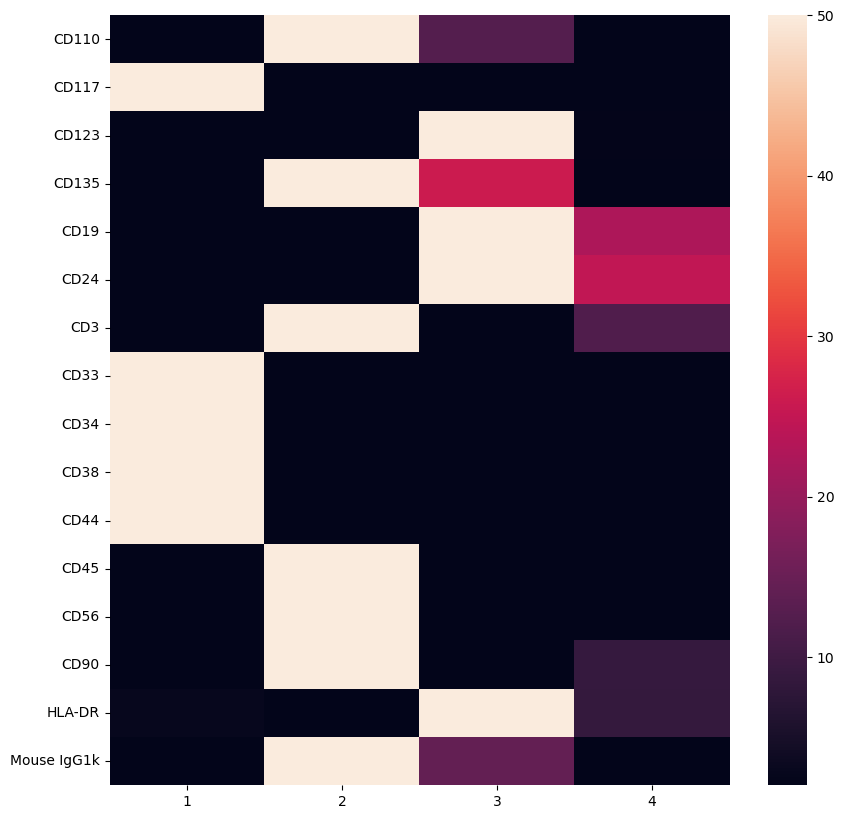 CD110
CD117
CD123
CD135
CD19
CD24
CD3
CD33
CD34
CD38
CD44
CD45
CD56
CD90
HLA-DR
Mouse IgG1k
1 2 3 4
50
40
30
20
10